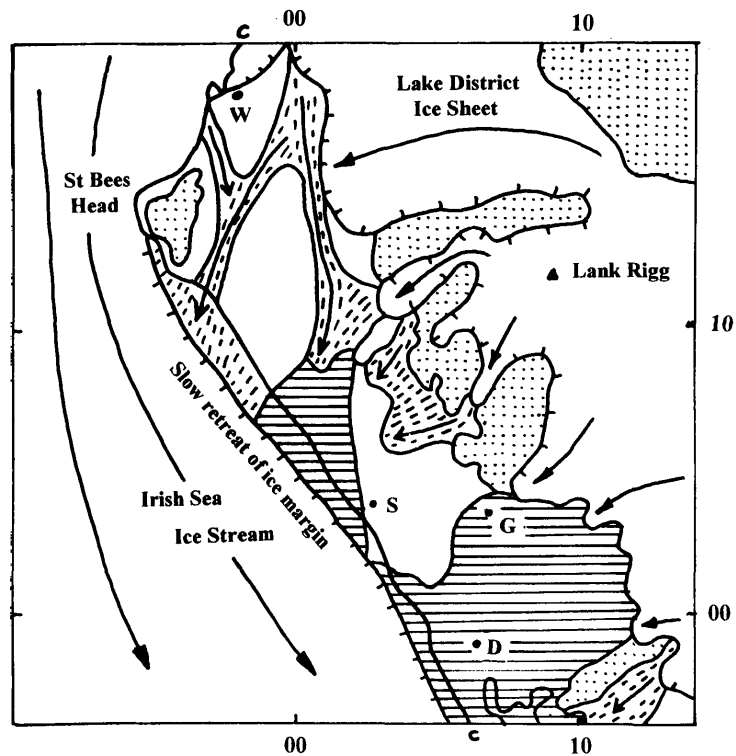 C
00
10
W
Lake District
Ice Sheet
St Bees
Head
Lank Rigg
10
Slow retreat of ice margin
S
G
Irish Sea
Ice Stream
00
D
C
00
10